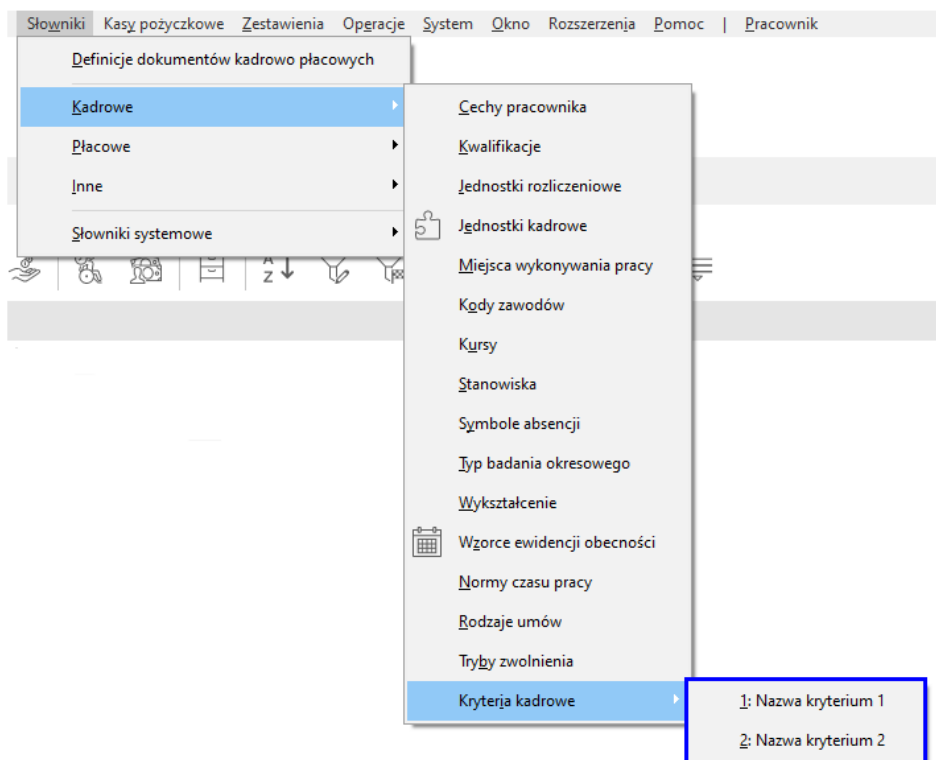 Słowniki Kasy pożyczkowe Zestawienia Operacje System Okno Rozszerzenia Pomoc | Pracownik
Definicje dokumentów kadrowo płacowych
Kadrowe
Płacowe
Inne
Słowniki systemowe
Cechy pracownika
Kwalifikacje
Jednostki rozliczeniowe
Jednostki kadrowe
Miejsca wykonywania pracy
Kody zawodów
Kursy
Stanowiska
Symbole absencji
Typ badania okresowego
Wykształcenie
Wzorce ewidencji obecności
Normy czasu pracy
Rodzaje umów
Tryby zwolnienia
Kryteria kadrowe
1: Nazwa kryterium 1
2: Nazwa kryterium 2